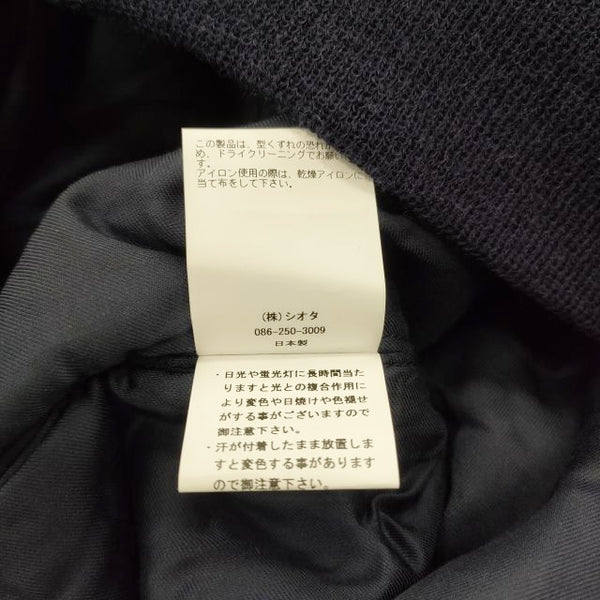 この製品は、型くずれの恐れが
め、ドライクリーニングでお願い
す。
アイロン使用の際は、乾燥アイロンに
当て布をして下さい。
(株)シオタ
086-250-3009
日本製
・日光や蛍光灯に長時間当た
りますと光との複合作用に
より変色や日焼けや色褪せ
がする事がございますので
御注意下さい。
・汗が付着したまま放置しま
すと変色する事があります
ので御注意下さい。